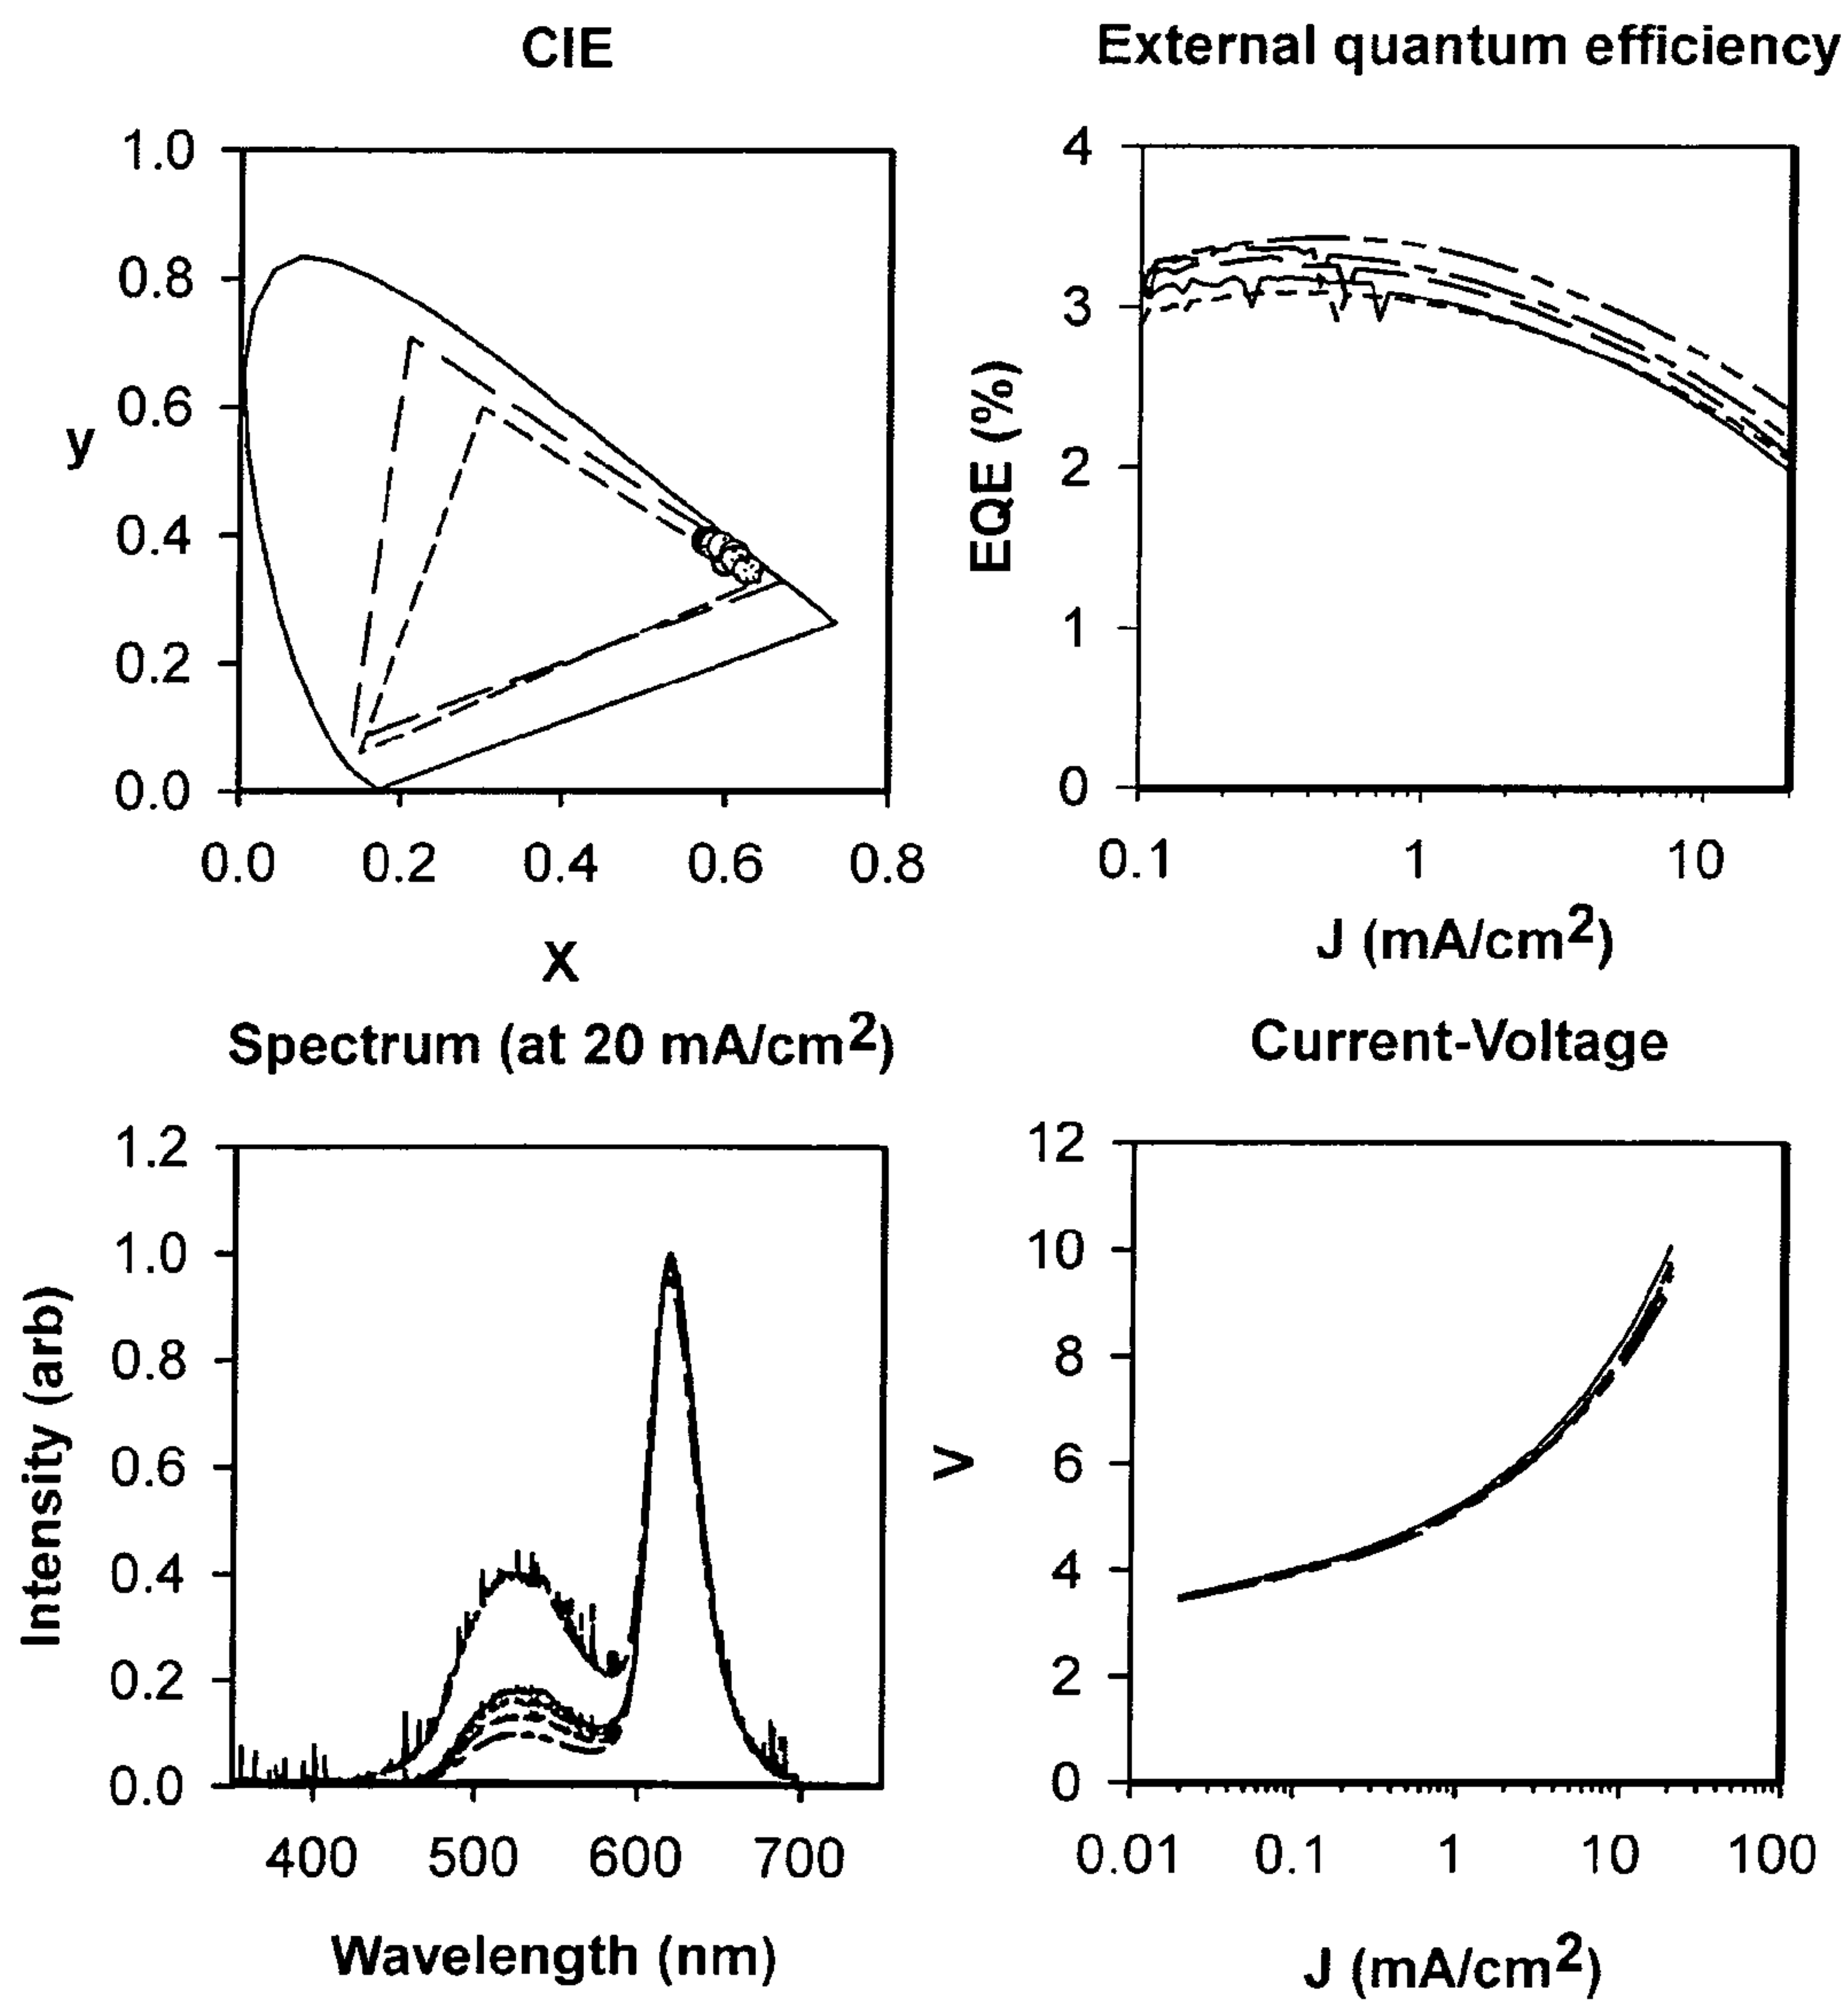 CIE
1.0
0.8
0.6
0.4
0.2
0.0
y
0.0 0.2 0.4 0.6 0.8
X
External quantum efficiency
4
3
2
1
0
EQE (%)
0.1 1 10
J (mA/cm2)
Spectrum (at 20 mA/cm2)
1.2
1.0
0.8
0.6
0.4
0.2
0.0
Intensity (arb)
400 500 600 700
Wavelength (nm)
Current-Voltage
12
10
8
6
4
2
0
V
0.01 0.1 1 10 100
J (mA/cm2)